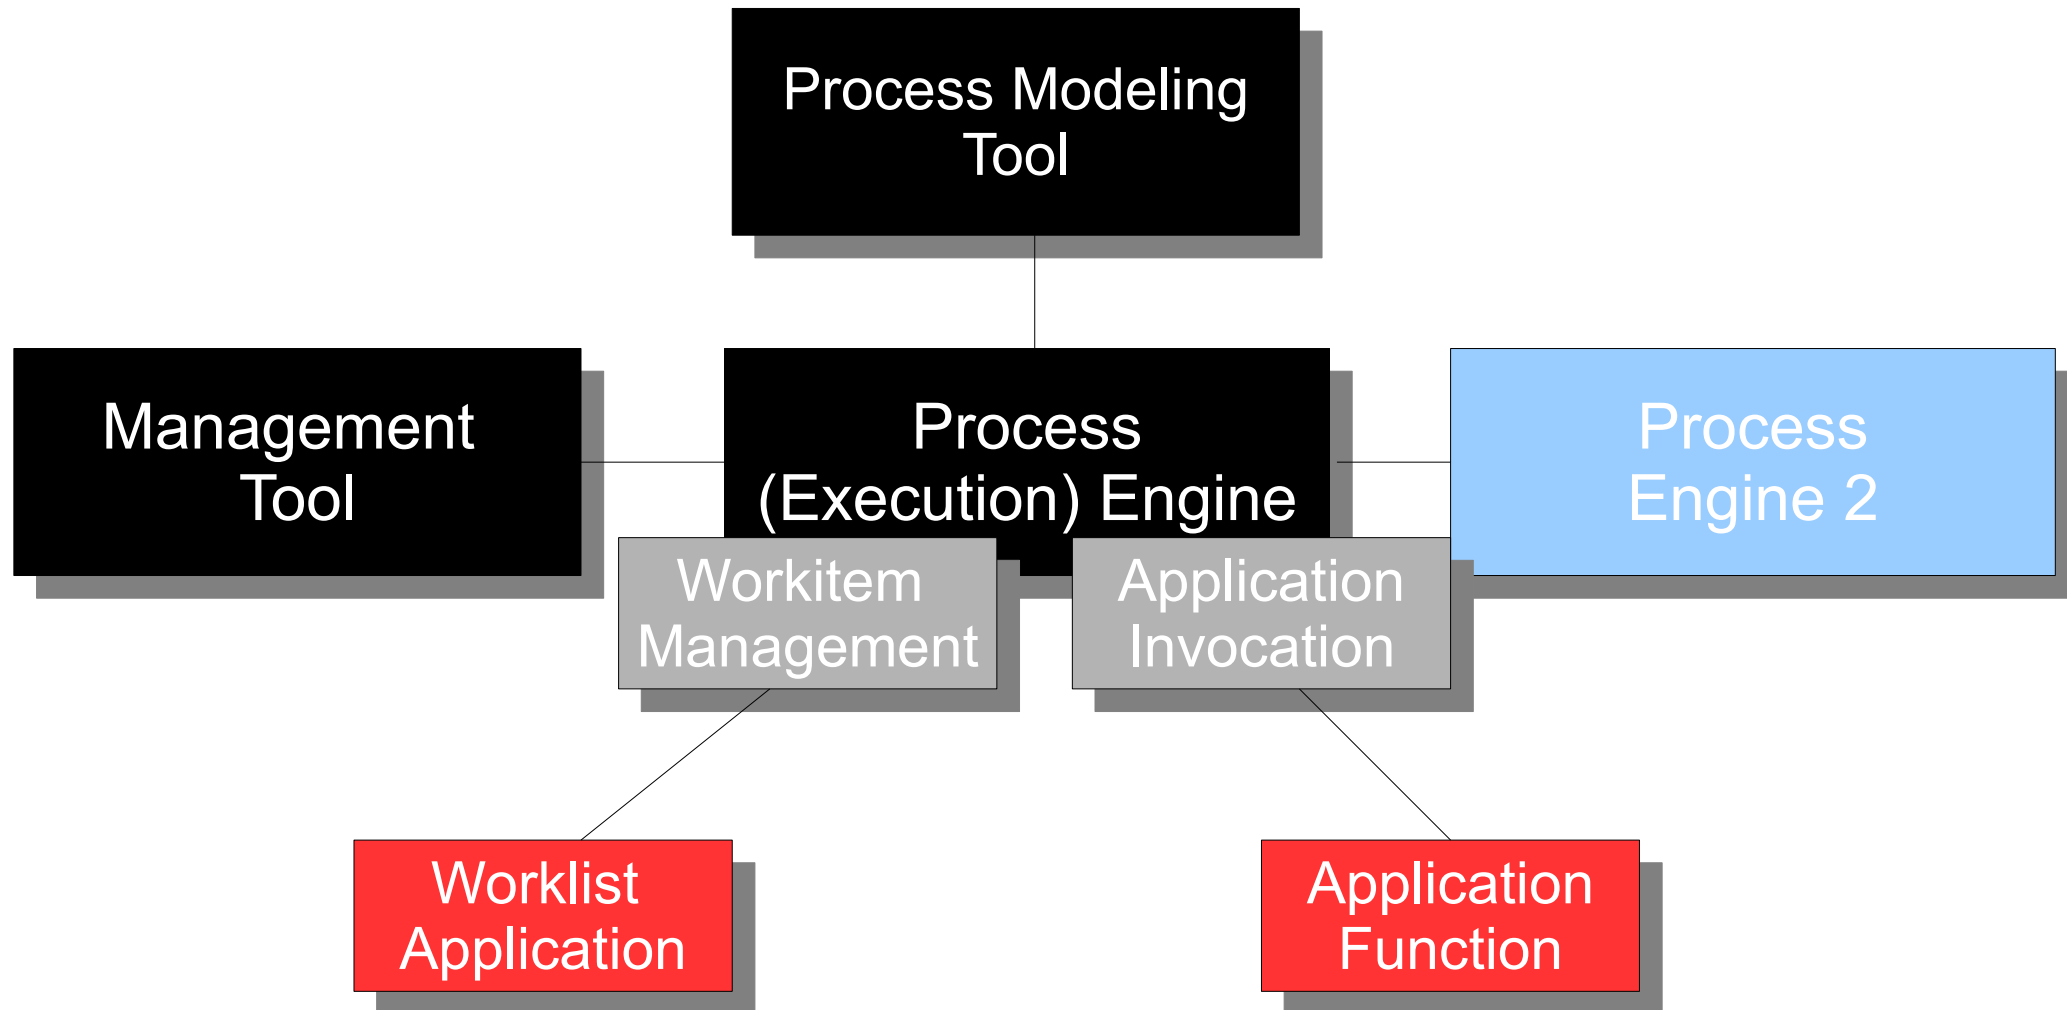 Process Modeling
Tool
Management
Tool
Process
(Execution) Engine
Process
Engine 2
Workitem
Management
Application
Invocation
Worklist
Application
Application
Function